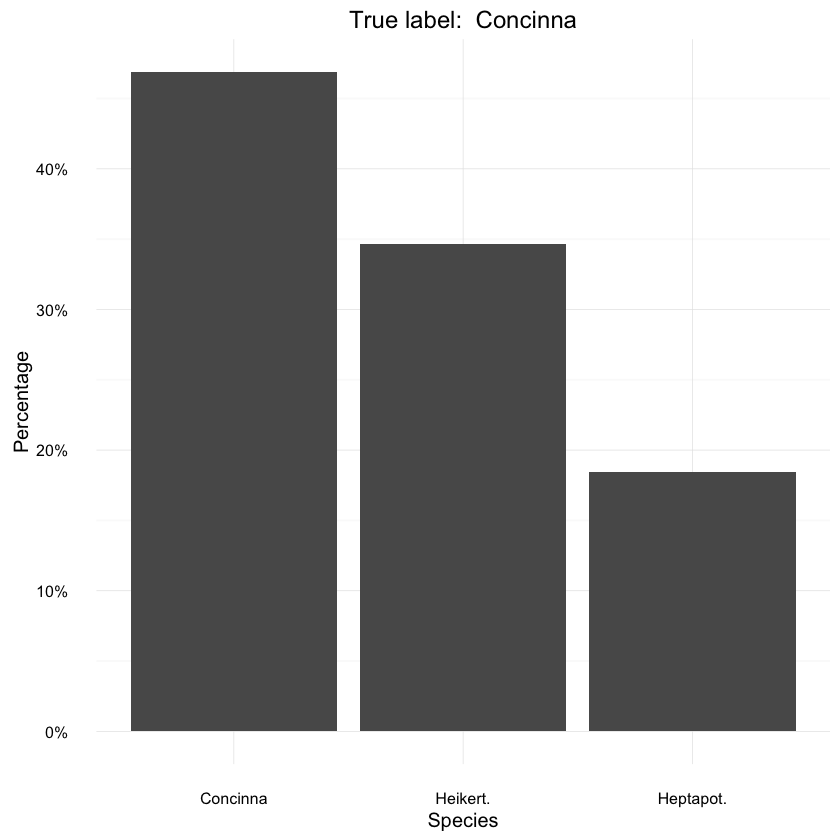 True label:  Concinna
Percentage
40%
30%
20%
10%
0%
Concinna
Heikert.
Heptapot.
Species